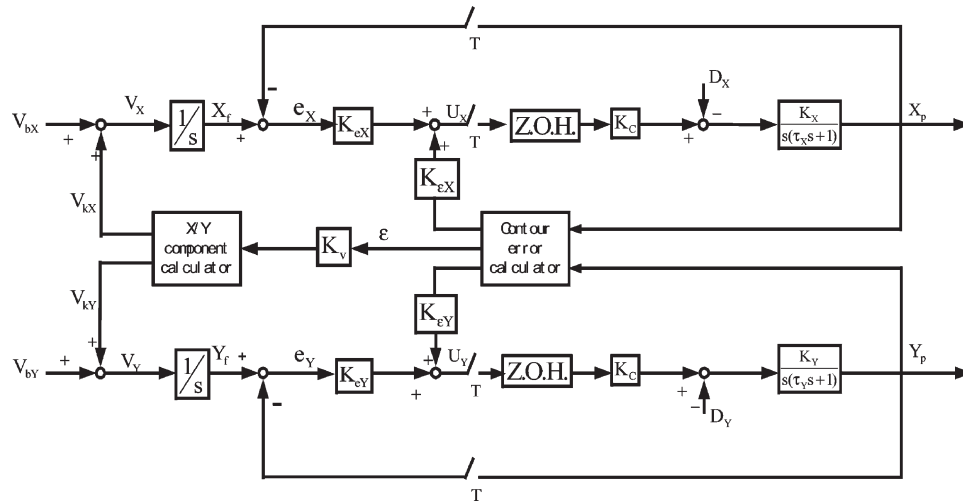 T
V_bX + + V_X 1/s X_f + - e_X K_eX + + U_X T Z.O.H. K_C + - D_X K_X/s(τ_X s+1) X_p
V_kX
K_εX
X/Y component calculator
K_v
ε
Contour error calculator
V_kY
K_εY
V_bY + + V_Y 1/s Y_f + - e_Y K_eY + + U_Y T Z.O.H. K_C + - D_Y K_Y/s(τ_Y s+1) Y_p
T